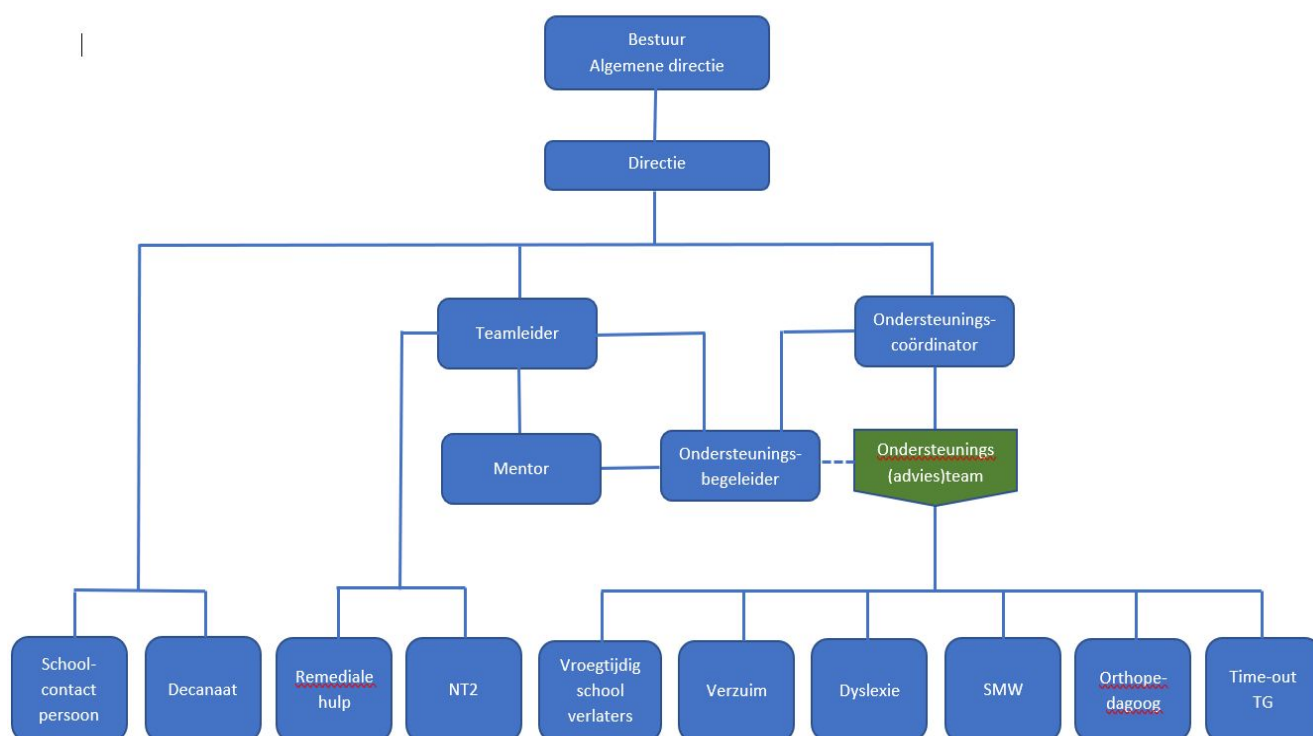 Bestuur
Algemene directie
Directie
Teamleider
Ondersteunings-
coördinator
Mentor
Ondersteunings-
begeleider
Ondersteunings
(advies)team
School-
contact
persoon
Decanaat
Remediale
hulp
NT2
Vroegtijdig
school
verlaters
Verzuim
Dyslexie
SMW
Orthope-
dagoog
Time-out
TG